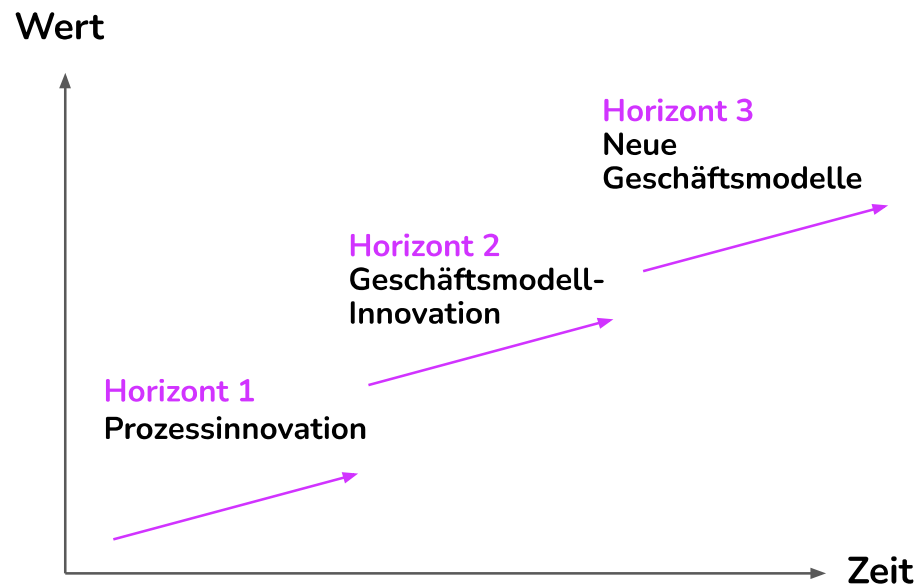 Wert
Horizont 3
Neue
Geschäftsmodelle
Horizont 2
Geschäftsmodell-
Innovation
Horizont 1
Prozessinnovation
Zeit